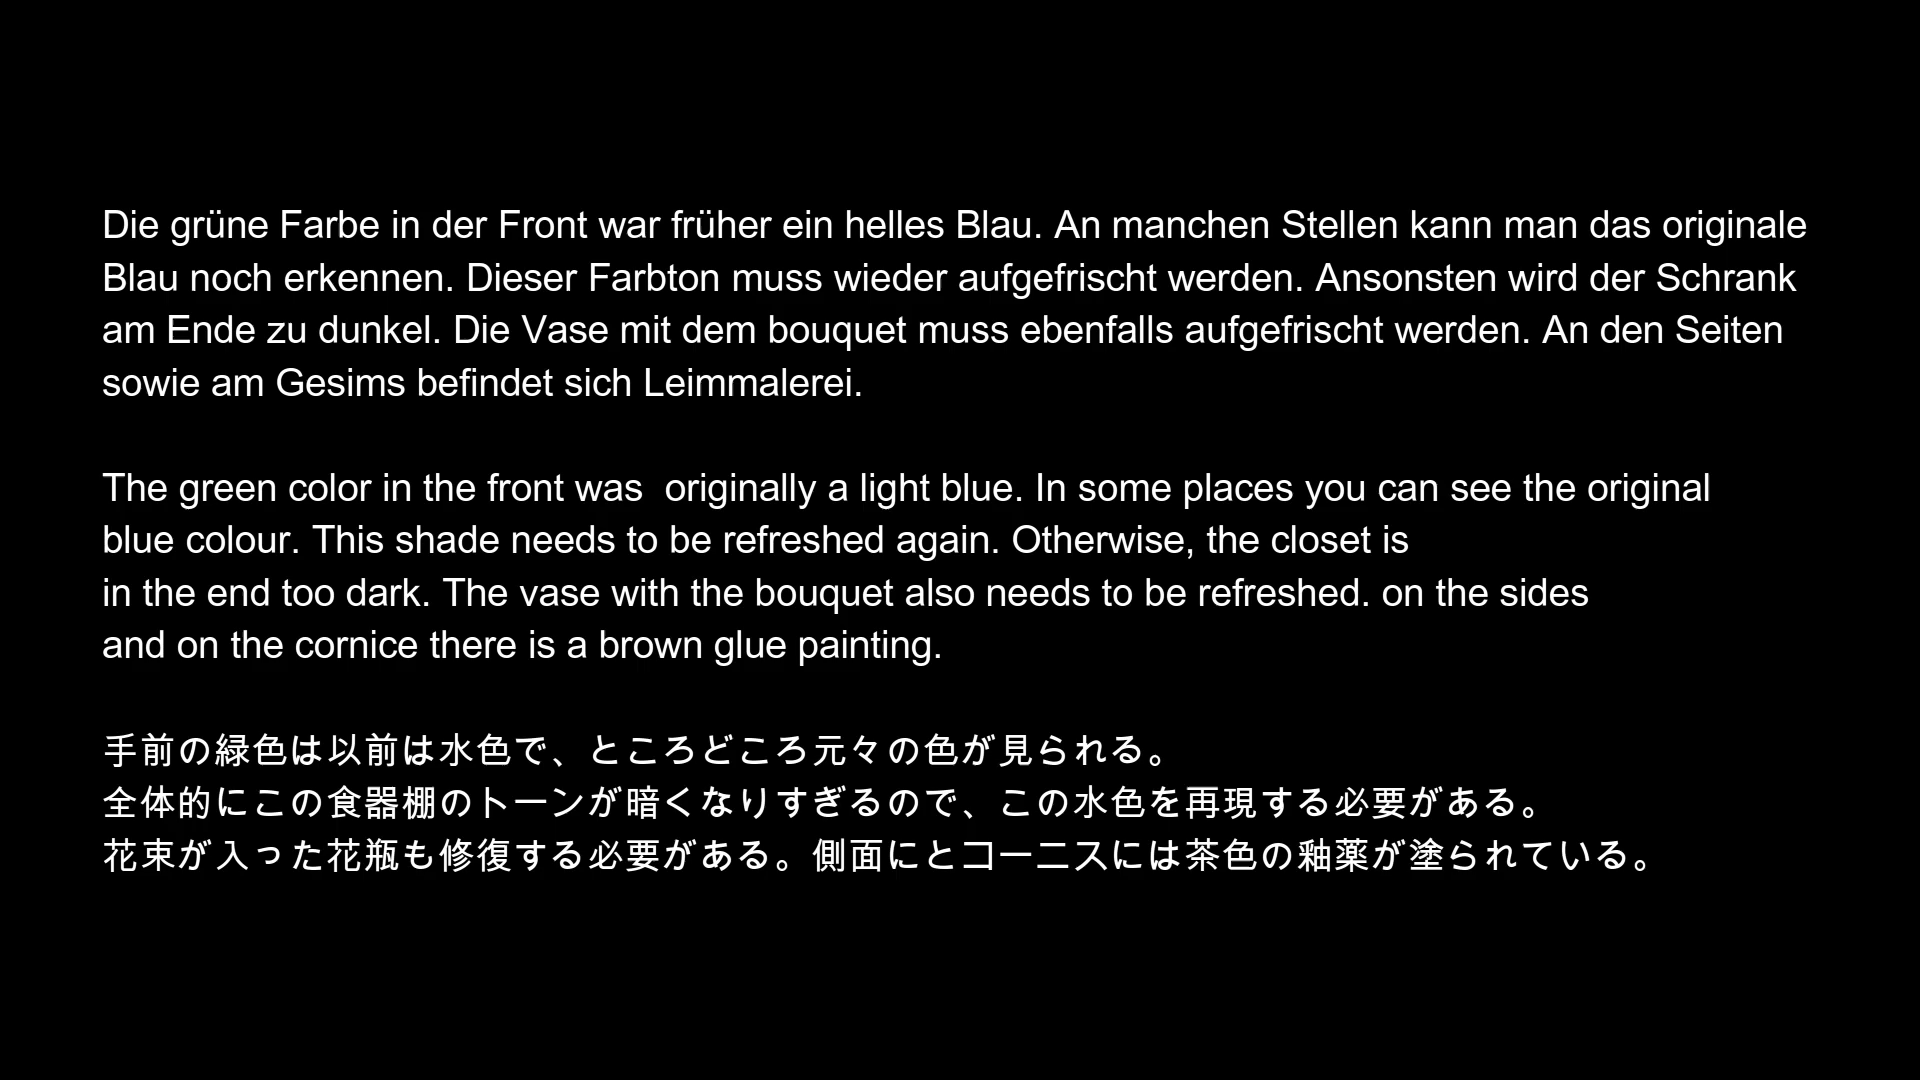 Die grüne Farbe in der Front war früher ein helles Blau. An manchen Stellen kann man das originale
Blau noch erkennen. Dieser Farbton muss wieder aufgefrischt werden. Ansonsten wird der Schrank
am Ende zu dunkel. Die Vase mit dem bouquet muss ebenfalls aufgefrischt werden. An den Seiten
sowie am Gesims befindet sich Leimmalerei.
The green color in the front was  originally a light blue. In some places you can see the original
blue colour. This shade needs to be refreshed again. Otherwise, the closet is
in the end too dark. The vase with the bouquet also needs to be refreshed. on the sides
and on the cornice there is a brown glue painting.
手前の緑色は以前は水色で、ところどころ元々の色が見られる。
全体的にこの食器棚のトーンが暗くなりすぎるので、この水色を再現する必要がある。
花束が入った花瓶も修復する必要がある。側面にとコーニスには茶色の釉薬が塗られている。